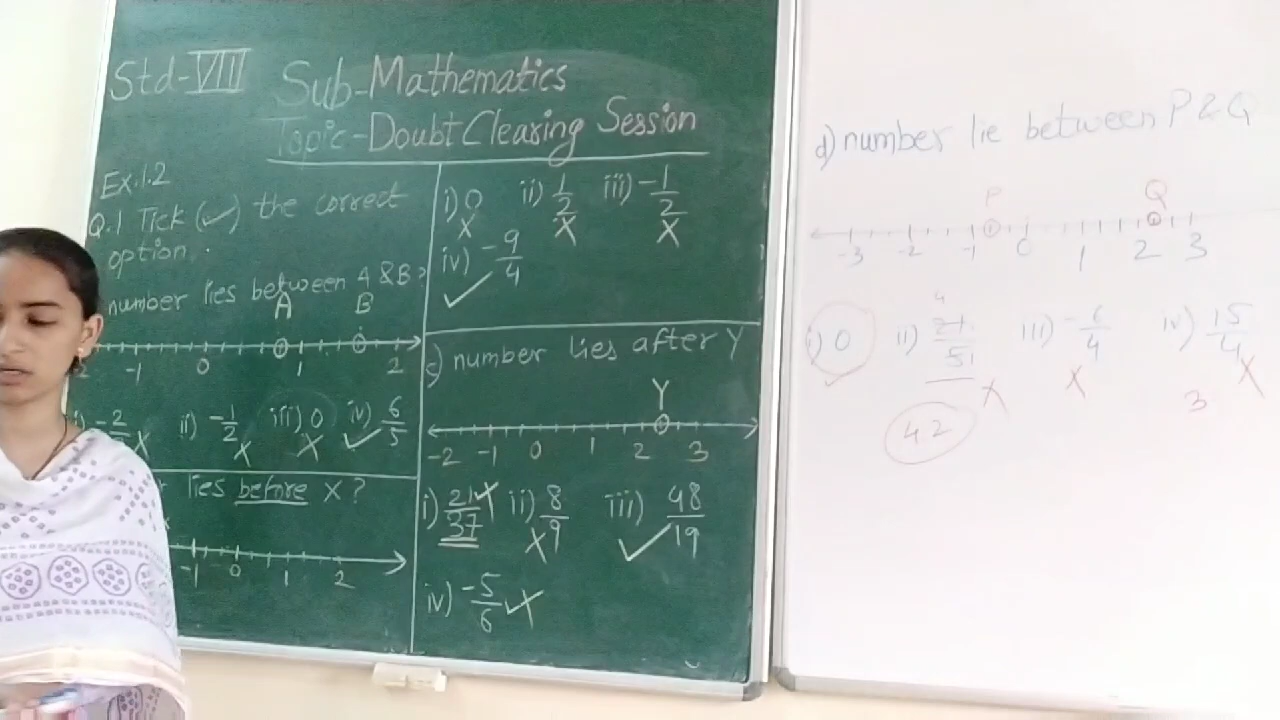 Std-VIII Sub-Mathematics
Topic-Doubt Clearing Session
Ex.1.2
Q.1 Tick (✓) the correct
option.
number lies between A & B?
A B
-1 0 1 2
-2/ ✗ ii) -1/2 ✗ iii) 0 ✗ iv) 6/5 ✓
lies before X?
-1 0 1 2
i) 0 ✗ ii) 1/2 ✗ iii) -1/2 ✗
iv) -9/4 ✓
c) number lies after Y
Y
-2 -1 0 1 2 3
i) 21/37 ✗ ii) 8/9 ✗ iii) 48/19 ✓
iv) -5/6 ✗
d) number lie between P & Q
P Q
-3 -2 -1 0 1 2 3
i) 0 ✓ ii) 21/51 ✗ iii) -6/4 ✗ iv) 15/4 ✗
3
42